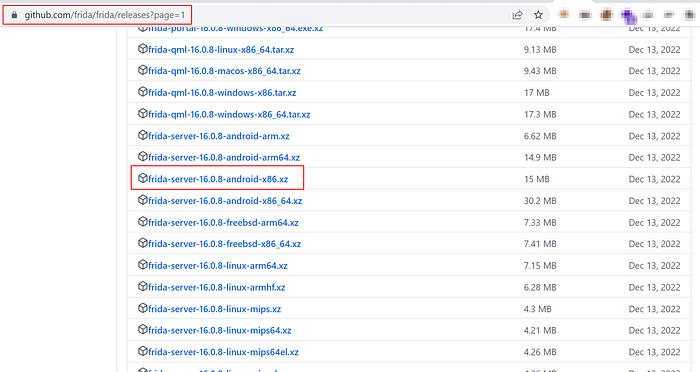 github.com/frida/frida/releases?page=1
frida-portal-16.0.8-windows-x86_64.exe.xz 17.4 MB Dec 13, 2022
frida-qml-16.0.8-linux-x86_64.tar.xz 9.13 MB Dec 13, 2022
frida-qml-16.0.8-macos-x86_64.tar.xz 9.43 MB Dec 13, 2022
frida-qml-16.0.8-windows-x86.tar.xz 17 MB Dec 13, 2022
frida-qml-16.0.8-windows-x86_64.tar.xz 17.3 MB Dec 13, 2022
frida-server-16.0.8-android-arm.xz 6.62 MB Dec 13, 2022
frida-server-16.0.8-android-arm64.xz 14.9 MB Dec 13, 2022
frida-server-16.0.8-android-x86.xz 15 MB Dec 13, 2022
frida-server-16.0.8-android-x86_64.xz 30.2 MB Dec 13, 2022
frida-server-16.0.8-freebsd-arm64.xz 7.33 MB Dec 13, 2022
frida-server-16.0.8-freebsd-x86_64.xz 7.41 MB Dec 13, 2022
frida-server-16.0.8-linux-arm64.xz 7.15 MB Dec 13, 2022
frida-server-16.0.8-linux-armhf.xz 6.28 MB Dec 13, 2022
frida-server-16.0.8-linux-mips.xz 4.3 MB Dec 13, 2022
frida-server-16.0.8-linux-mips64.xz 4.21 MB Dec 13, 2022
frida-server-16.0.8-linux-mips64el.xz 4.26 MB Dec 13, 2022